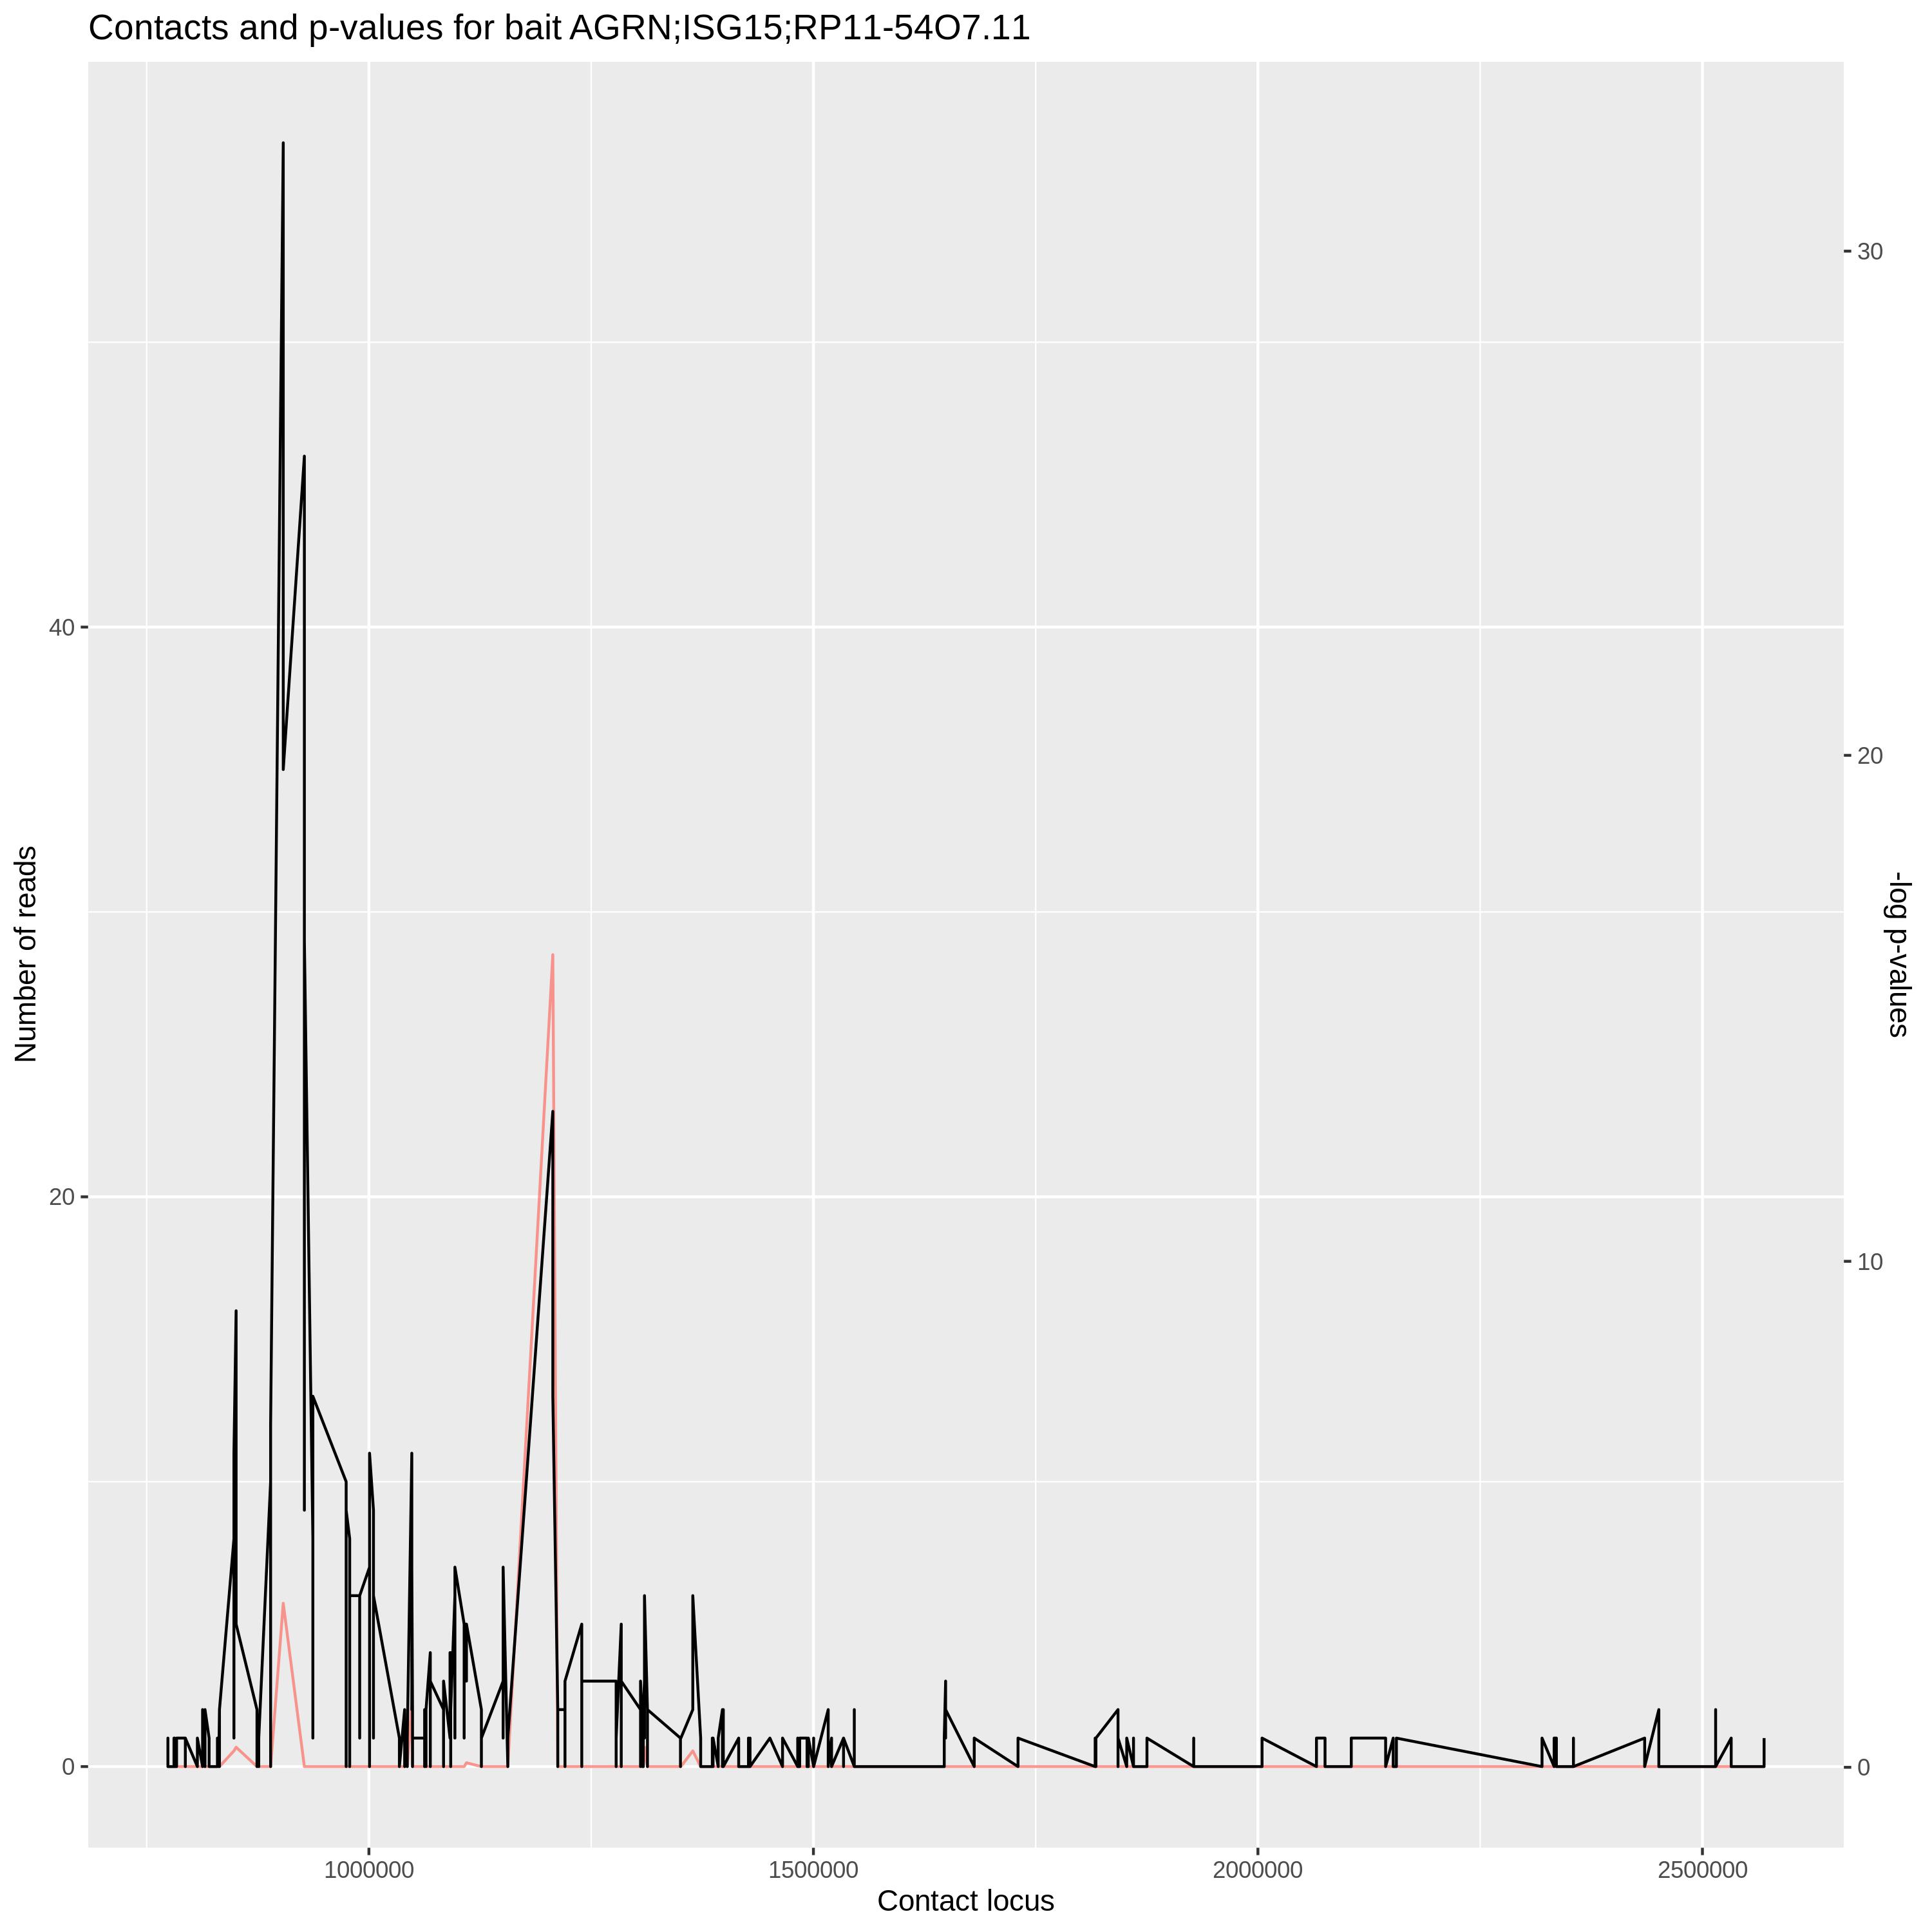 Contacts and p-values for bait AGRN;ISG15;RP11-54O7.11
30
40
20
Number of reads
-log p-values
20
10
0
0
1000000
1500000
2000000
2500000
Contact locus